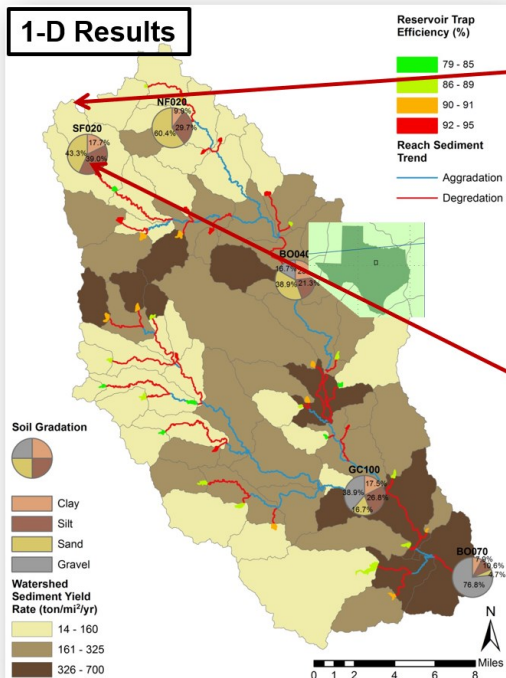 1-D Results
Reservoir Trap
Efficiency (%)
79 - 85
86 - 89
90 - 91
92 - 95
Reach Sediment
Trend
Aggradation
Degredation
NF020
9.9%
29.7%
60.4%
SF020
17.7%
43.3%
39.0%
BO040
16.7%
38.9%
21.3%
GC100
17.5%
38.9%
26.8%
16.7%
BO070
7.9%
10.6%
4.7%
76.8%
Soil Gradation
Clay
Silt
Sand
Gravel
Watershed
Sediment Yield
Rate (ton/mi²/yr)
14 - 160
161 - 325
326 - 700
N
Miles
0 1 2 4 6 8